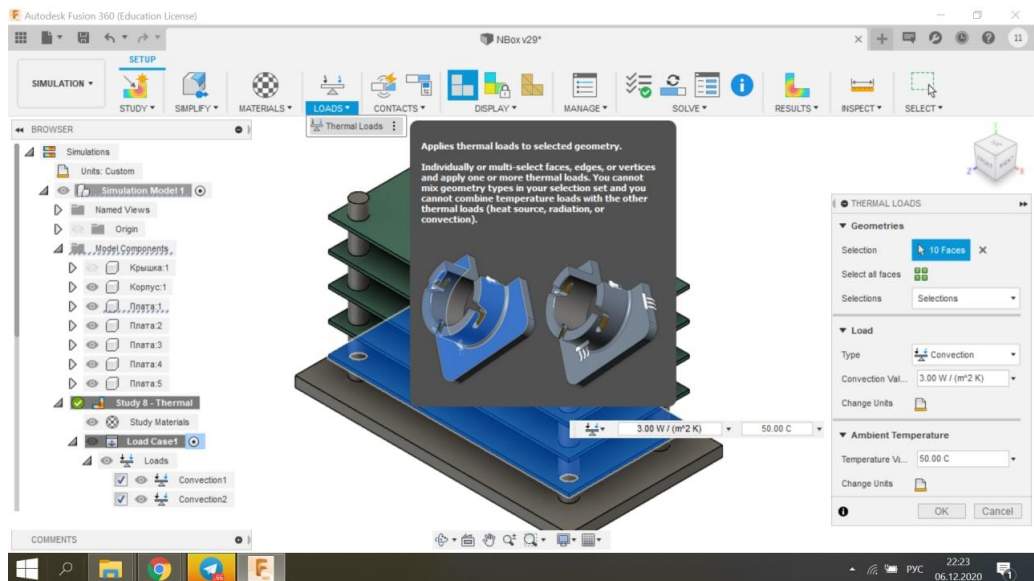 Autodesk Fusion 360 (Education License)
NBox v29*
11
SETUP
SIMULATION
STUDY
SIMPLIFY
MATERIALS
LOADS
CONTACTS
DISPLAY
MANAGE
SOLVE
RESULTS
INSPECT
SELECT
Thermal Loads
BROWSER
Simulations
Units: Custom
Simulation Model 1
Named Views
Origin
Model Components
Крышка:1
Корпус:1
Плата:1
Плата:2
Плата:3
Плата:4
Плата:5
Study 8 - Thermal
Study Materials
Load Case1
Loads
Convection1
Convection2
COMMENTS
Applies thermal loads to selected geometry.
Individually or multi-select faces, edges, or vertices
and apply one or more thermal loads. You cannot
mix geometry types in your selection set and you
cannot combine temperature loads with the other
thermal loads (heat source, radiation, or
convection).
3.00 W / (m^2 K)
50.00 C
THERMAL LOADS
Geometries
Selection 10 Faces
Select all faces
Selections Selections
Load
Type Convection
Convection Val... 3.00 W / (m^2 K)
Change Units
Ambient Temperature
Temperature Va... 50.00 C
Change Units
OK Cancel
РУС
22:23
06.12.2020